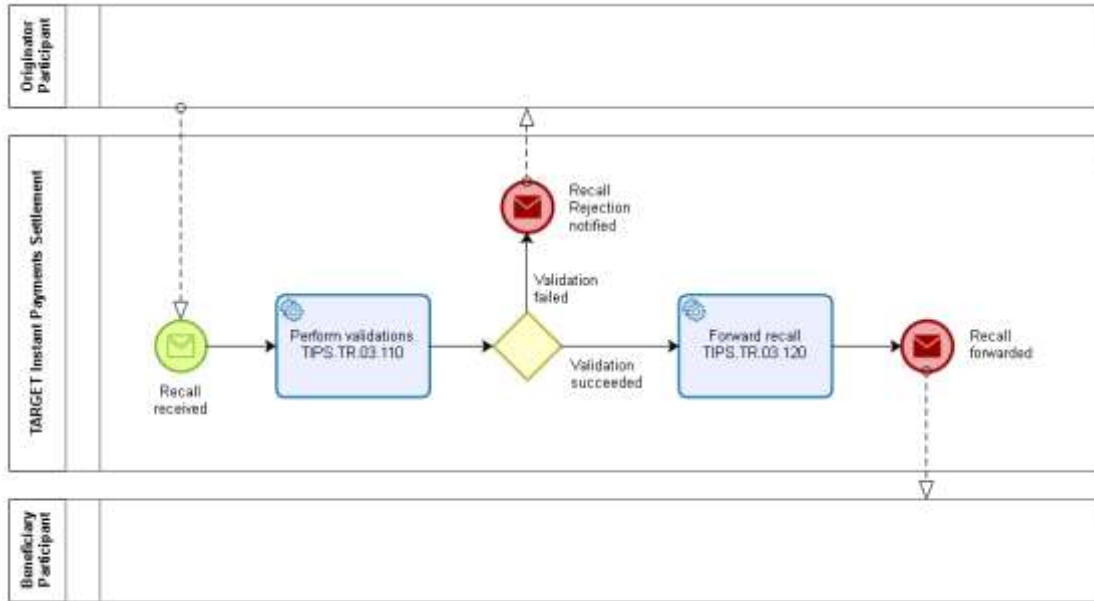 Originator
Participant
TARGET Instant Payments Settlement
Recall
Rejection
notified
Validation
failed
Perform validations
TIPS.TR.03.110
Forward recall
TIPS.TR.03.120
Recall
forwarded
Validation
succeeded
Recall
received
Beneficiary
Participant